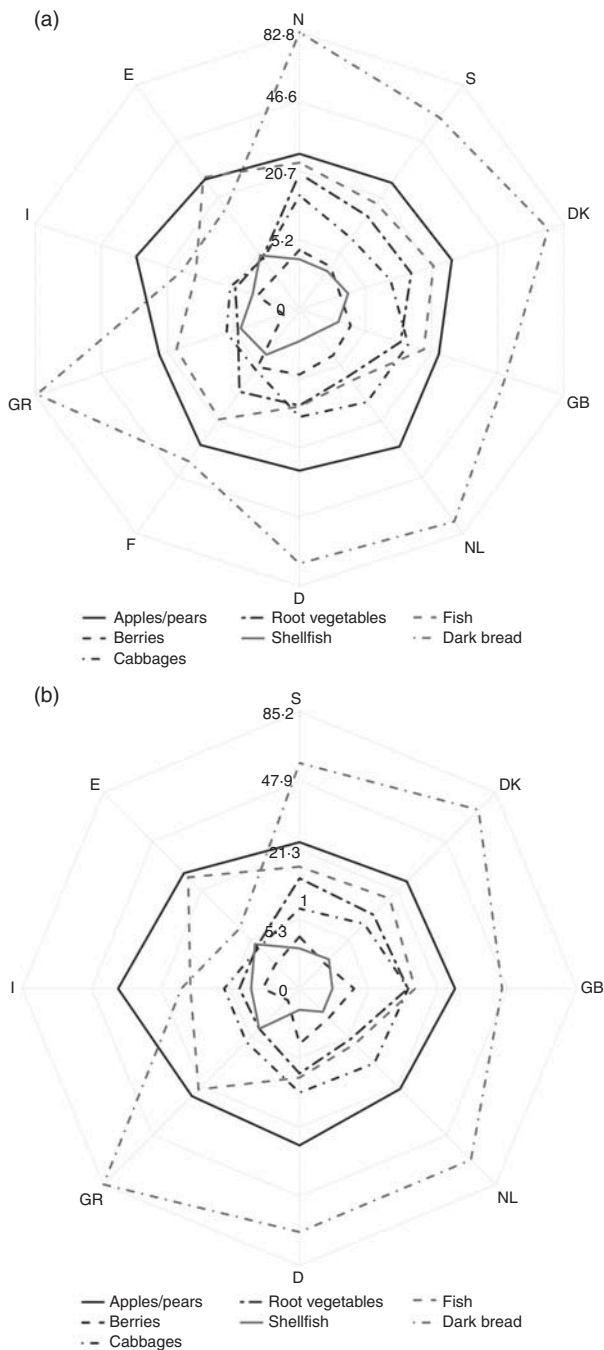 (a)
N
82·8
E
S
46·6
20·7
I
DK
5·2
0
GR
GB
F
NL
D
Apples/pears Root vegetables Fish
Berries Shellfish Dark bread
Cabbages
(b)
S
85·2
E
47·9
DK
21·3
1
5·3
I
0
GB
GR
NL
D
Apples/pears Root vegetables Fish
Berries Shellfish Dark bread
Cabbages